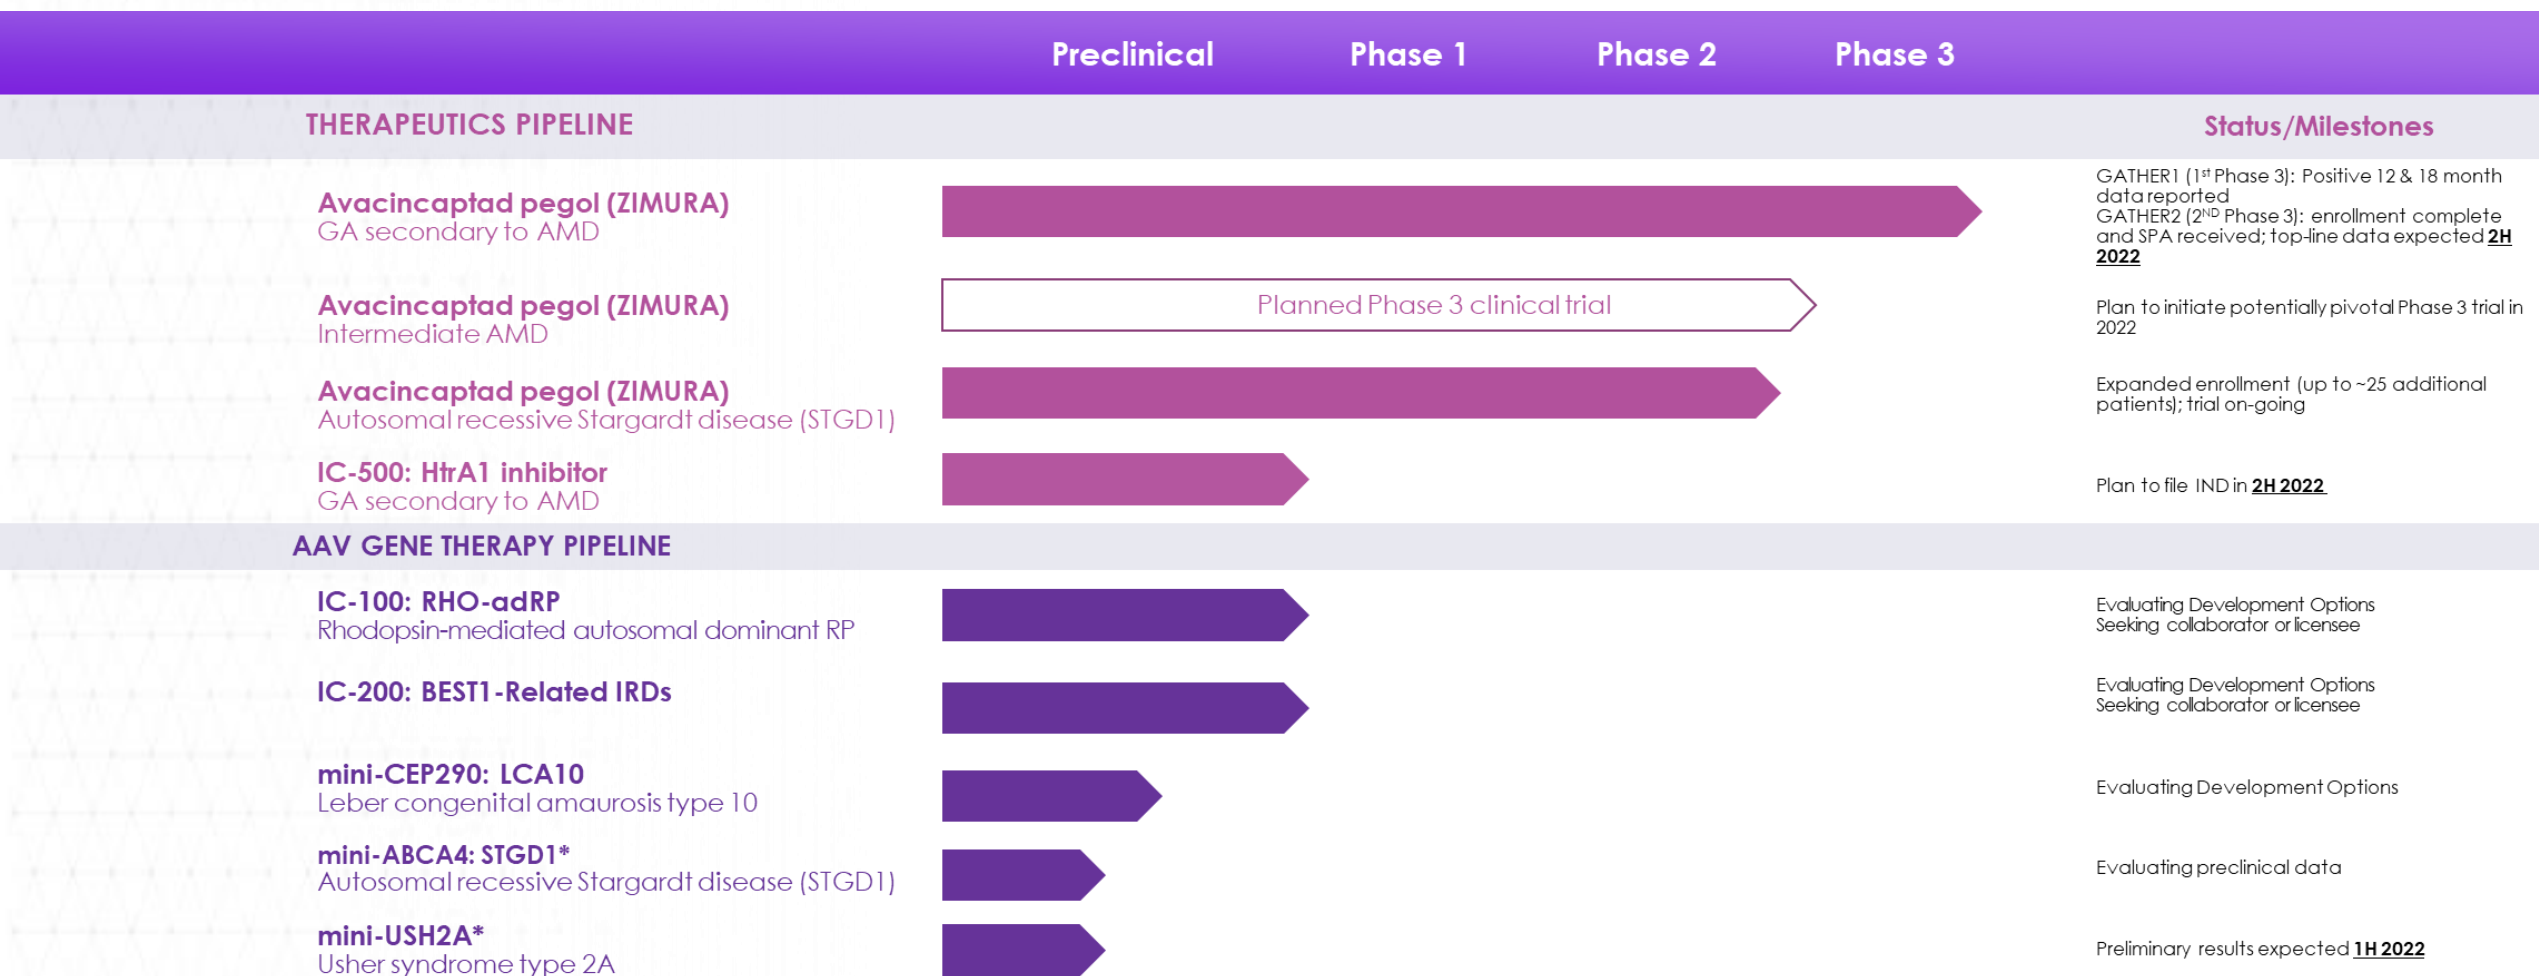 Preclinical Phase 1 Phase 2 Phase 3
THERAPEUTICS PIPELINE
Status/Milestones
Avacincaptad pegol (ZIMURA)
GA secondary to AMD
GATHER1 (1st Phase 3): Positive 12 & 18 month
data reported
GATHER2 (2ND Phase 3): enrollment complete
and SPA received; top-line data expected 2H
2022
Avacincaptad pegol (ZIMURA)
Intermediate AMD
Planned Phase 3 clinical trial
Plan to initiate potentially pivotal Phase 3 trial in
2022
Avacincaptad pegol (ZIMURA)
Autosomal recessive Stargardt disease (STGD1)
Expanded enrollment (up to ~25 additional
patients); trial on-going
IC-500: HtrA1 inhibitor
GA secondary to AMD
Plan to file IND in 2H 2022
AAV GENE THERAPY PIPELINE
IC-100: RHO-adRP
Rhodopsin-mediated autosomal dominant RP
Evaluating Development Options
Seeking collaborator or licensee
IC-200: BEST1-Related IRDs
Evaluating Development Options
Seeking collaborator or licensee
mini-CEP290: LCA10
Leber congenital amaurosis type 10
Evaluating Development Options
mini-ABCA4: STGD1*
Autosomal recessive Stargardt disease (STGD1)
Evaluating preclinical data
mini-USH2A*
Usher syndrome type 2A
Preliminary results expected 1H 2022